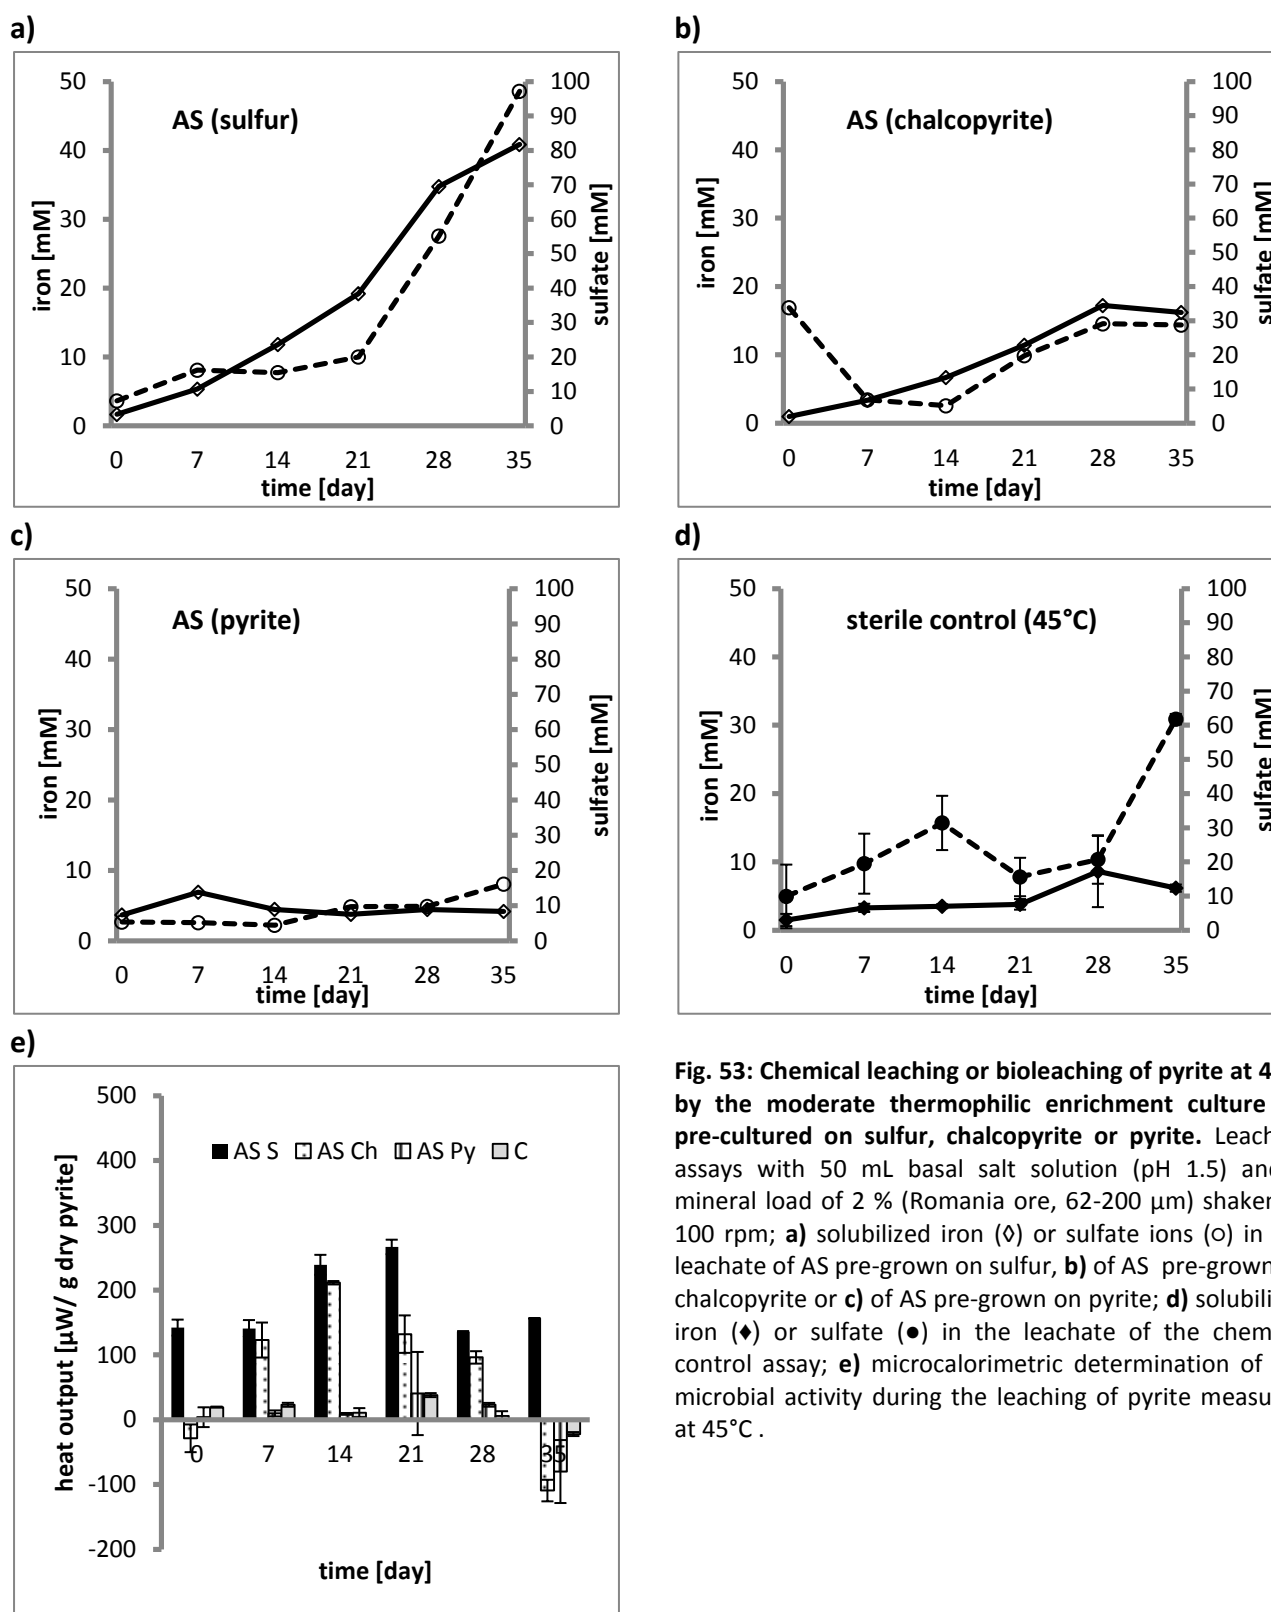 a)
AS (sulfur)
iron [mM]
50
40
30
20
10
0
sulfate [mM]
100
90
80
70
60
50
40
30
20
10
0
0 7 14 21 28 35
time [day]
b)
AS (chalcopyrite)
iron [mM]
50
40
30
20
10
0
sulfate [mM]
100
90
80
70
60
50
40
30
20
10
0
0 7 14 21 28 35
time [day]
c)
AS (pyrite)
iron [mM]
50
40
30
20
10
0
sulfate [mM]
100
90
80
70
60
50
40
30
20
10
0
0 7 14 21 28 35
time [day]
d)
sterile control (45°C)
iron [mM]
50
40
30
20
10
0
sulfate [mM]
100
90
80
70
60
50
40
30
20
10
0
0 7 14 21 28 35
time [day]
e)
heat output [µW/ g dry pyrite]
500
400
300
200
100
0
-100
-200
AS S AS Ch AS Py C
0 7 14 21 28 35
time [day]
Fig. 53: Chemical leaching or bioleaching of pyrite at 4
by the moderate thermophilic enrichment culture
pre-cultured on sulfur, chalcopyrite or pyrite. Leach
assays with 50 mL basal salt solution (pH 1.5) and
mineral load of 2 % (Romania ore, 62-200 µm) shaken
100 rpm; a) solubilized iron (◊) or sulfate ions (○) in
leachate of AS pre-grown on sulfur, b) of AS pre-grown
chalcopyrite or c) of AS pre-grown on pyrite; d) solubili
iron (♦) or sulfate (●) in the leachate of the chem
control assay; e) microcalorimetric determination of
microbial activity during the leaching of pyrite measu
at 45°C .